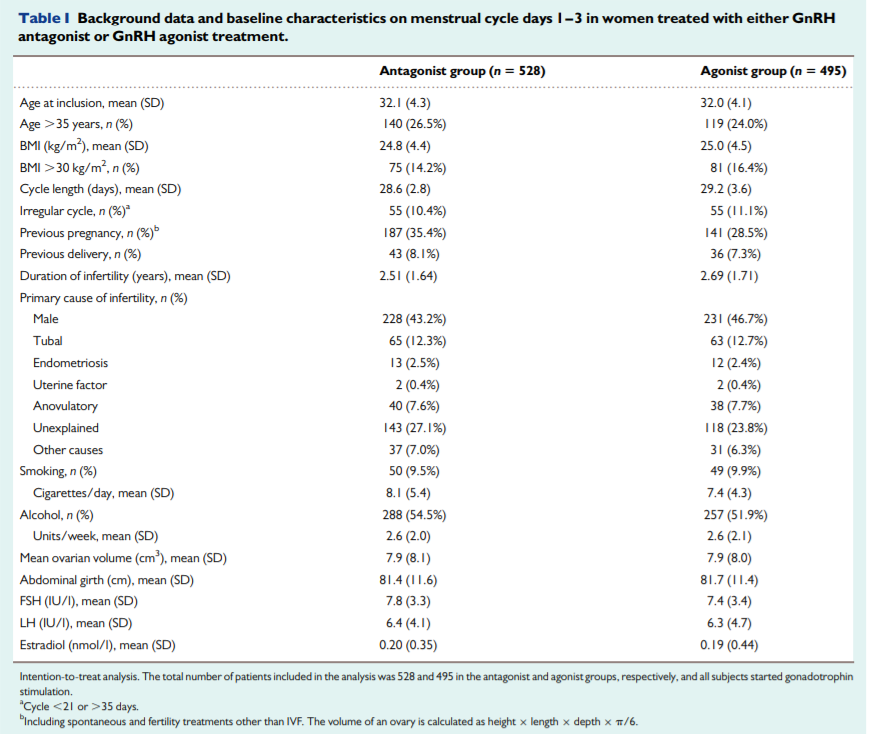 Table I Background data and baseline characteristics on menstrual cycle days 1–3 in women treated with either GnRH
antagonist or GnRH agonist treatment.
Antagonist group (n = 528) Agonist group (n = 495)
Age at inclusion, mean (SD) 32.1 (4.3) 32.0 (4.1)
Age >35 years, n (%) 140 (26.5%) 119 (24.0%)
BMI (kg/m²), mean (SD) 24.8 (4.4) 25.0 (4.5)
BMI >30 kg/m², n (%) 75 (14.2%) 81 (16.4%)
Cycle length (days), mean (SD) 28.6 (2.8) 29.2 (3.6)
Irregular cycle, n (%)ᵃ 55 (10.4%) 55 (11.1%)
Previous pregnancy, n (%)ᵇ 187 (35.4%) 141 (28.5%)
Previous delivery, n (%) 43 (8.1%) 36 (7.3%)
Duration of infertility (years), mean (SD) 2.51 (1.64) 2.69 (1.71)
Primary cause of infertility, n (%)
Male 228 (43.2%) 231 (46.7%)
Tubal 65 (12.3%) 63 (12.7%)
Endometriosis 13 (2.5%) 12 (2.4%)
Uterine factor 2 (0.4%) 2 (0.4%)
Anovulatory 40 (7.6%) 38 (7.7%)
Unexplained 143 (27.1%) 118 (23.8%)
Other causes 37 (7.0%) 31 (6.3%)
Smoking, n (%) 50 (9.5%) 49 (9.9%)
Cigarettes/day, mean (SD) 8.1 (5.4) 7.4 (4.3)
Alcohol, n (%) 288 (54.5%) 257 (51.9%)
Units/week, mean (SD) 2.6 (2.0) 2.6 (2.1)
Mean ovarian volume (cm³), mean (SD) 7.9 (8.1) 7.9 (8.0)
Abdominal girth (cm), mean (SD) 81.4 (11.6) 81.7 (11.4)
FSH (IU/l), mean (SD) 7.8 (3.3) 7.4 (3.4)
LH (IU/l), mean (SD) 6.4 (4.1) 6.3 (4.7)
Estradiol (nmol/l), mean (SD) 0.20 (0.35) 0.19 (0.44)
Intention-to-treat analysis. The total number of patients included in the analysis was 528 and 495 in the antagonist and agonist groups, respectively, and all subjects started gonadotrophin
stimulation.
ᵃCycle <21 or >35 days.
ᵇIncluding spontaneous and fertility treatments other than IVF. The volume of an ovary is calculated as height × length × depth × π/6.